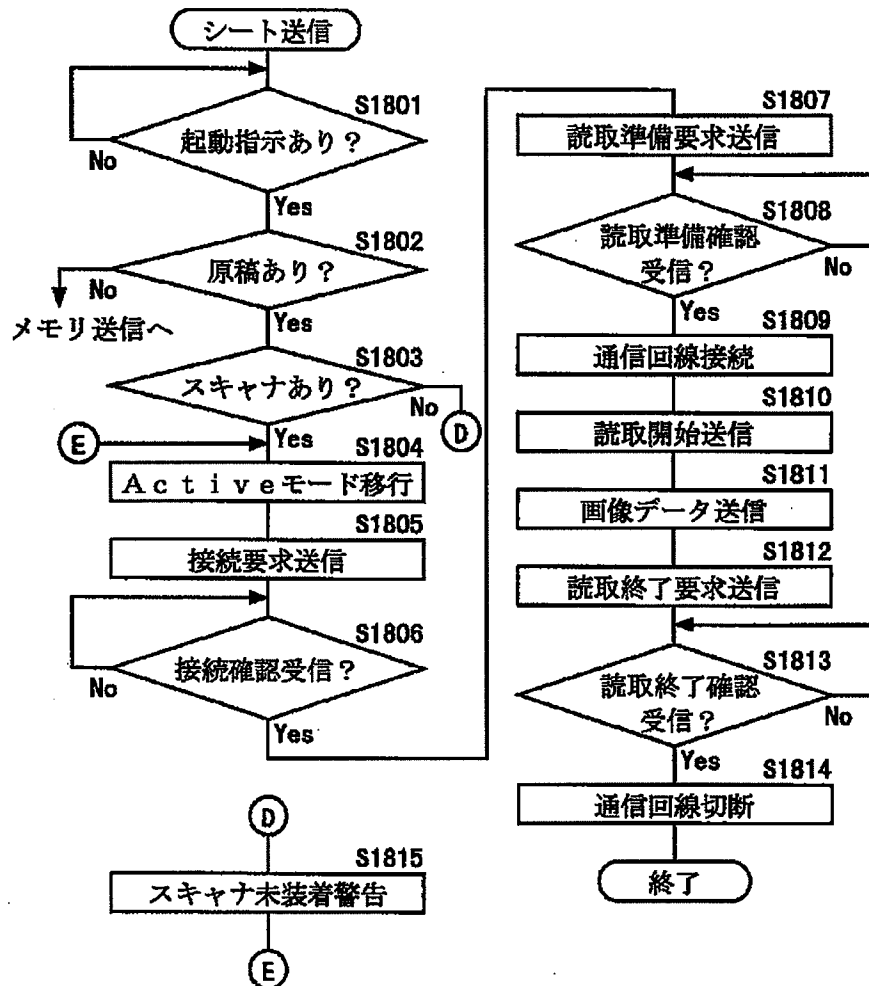 シート送信
S1801
起動指示あり？
No
Yes
S1802
原稿あり？
No
メモリ送信へ
Yes
S1803
スキャナあり？
No
D
E
Yes
S1804
Ａｃｔｉｖｅモード移行
S1805
接続要求送信
S1806
接続確認受信？
No
Yes
D
S1815
スキャナ未装着警告
E
S1807
読取準備要求送信
S1808
読取準備確認
受信？
No
Yes
S1809
通信回線接続
S1810
読取開始送信
S1811
画像データ送信
S1812
読取終了要求送信
S1813
読取終了確認
受信？
No
Yes
S1814
通信回線切断
終了